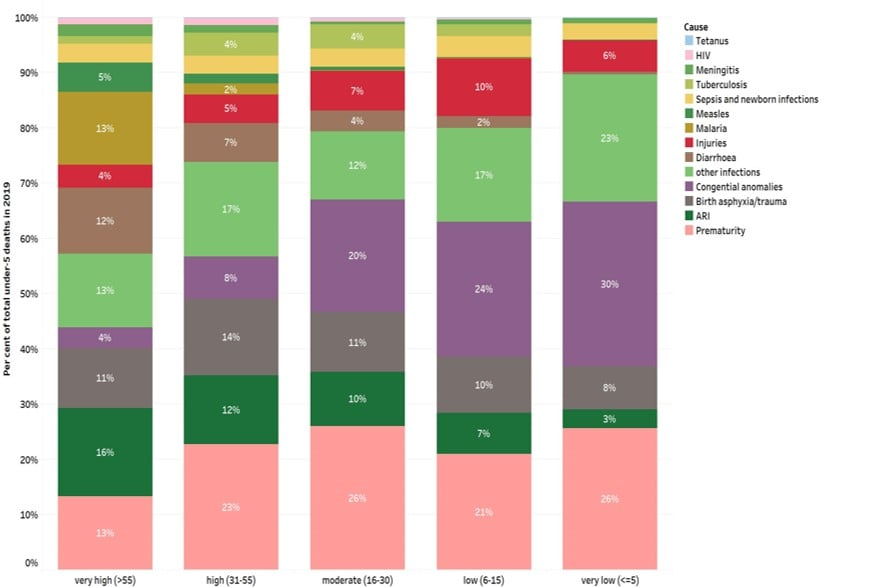 Per cent of total under-5 deaths in 2019
100%
90%
80%
70%
60%
50%
40%
30%
20%
10%
0%
5%
13%
4%
12%
13%
4%
11%
16%
13%
very high (>55)
4%
2%
5%
7%
17%
8%
14%
12%
23%
high (31-55)
4%
7%
4%
12%
20%
11%
10%
26%
moderate (16-30)
10%
2%
17%
24%
10%
7%
21%
low (6-15)
6%
23%
30%
8%
3%
26%
very low (<=5)
Cause
Tetanus
HIV
Meningitis
Tuberculosis
Sepsis and newborn infections
Measles
Malaria
Injuries
Diarrhoea
other infections
Congential anomalies
Birth asphyxia/trauma
ARI
Prematurity